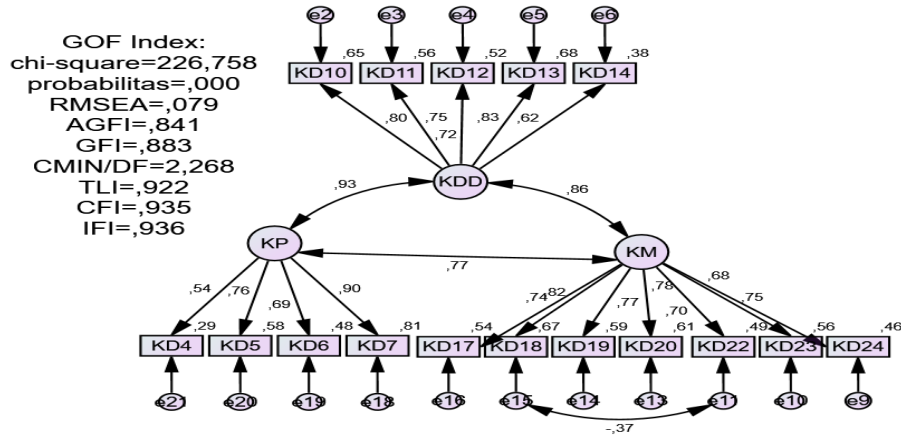 e2 e3 e4 e5 e6
,65 ,56 ,52 ,68 ,38
KD10 KD11 KD12 KD13 KD14
GOF Index:
chi-square=226,758
probabilitas=,000
RMSEA=,079
AGFI=,841
GFI=,883
CMIN/DF=2,268
TLI=,922
CFI=,935
IFI=,936
,80 ,75 ,72 ,83 ,62
KDD
,93 ,86
KP KM
,77
,54 ,76 ,69 ,90 ,74 ,82 ,77 ,78 ,70 ,75 ,68
,29 ,58 ,48 ,81 ,54 ,67 ,59 ,61 ,49 ,56 ,46
KD4 KD5 KD6 KD7 KD17 KD18 KD19 KD20 KD22 KD23 KD24
e21 e20 e19 e18 e16 e15 e14 e13 e11 e10 e9
-,37